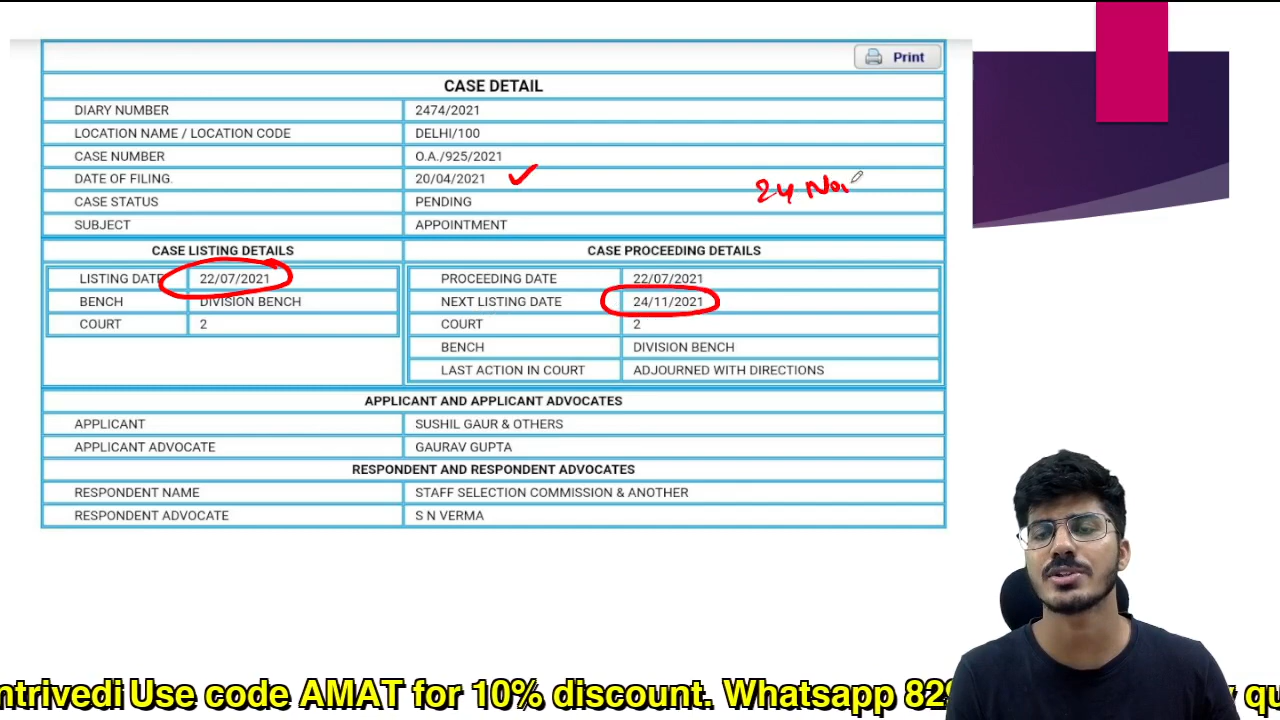 Print
CASE DETAIL
DIARY NUMBER 2474/2021
LOCATION NAME / LOCATION CODE DELHI/100
CASE NUMBER O.A./925/2021
DATE OF FILING. 20/04/2021
24 Nov
CASE STATUS PENDING
SUBJECT APPOINTMENT
CASE LISTING DETAILS CASE PROCEEDING DETAILS
LISTING DATE 22/07/2021 PROCEEDING DATE 22/07/2021
BENCH DIVISION BENCH NEXT LISTING DATE 24/11/2021
COURT 2 COURT 2
BENCH DIVISION BENCH
LAST ACTION IN COURT ADJOURNED WITH DIRECTIONS
APPLICANT AND APPLICANT ADVOCATES
APPLICANT SUSHIL GAUR & OTHERS
APPLICANT ADVOCATE GAURAV GUPTA
RESPONDENT AND RESPONDENT ADVOCATES
RESPONDENT NAME STAFF SELECTION COMMISSION & ANOTHER
RESPONDENT ADVOCATE S N VERMA
ntrivedi Use code AMAT for 10% discount. Whatsapp 829